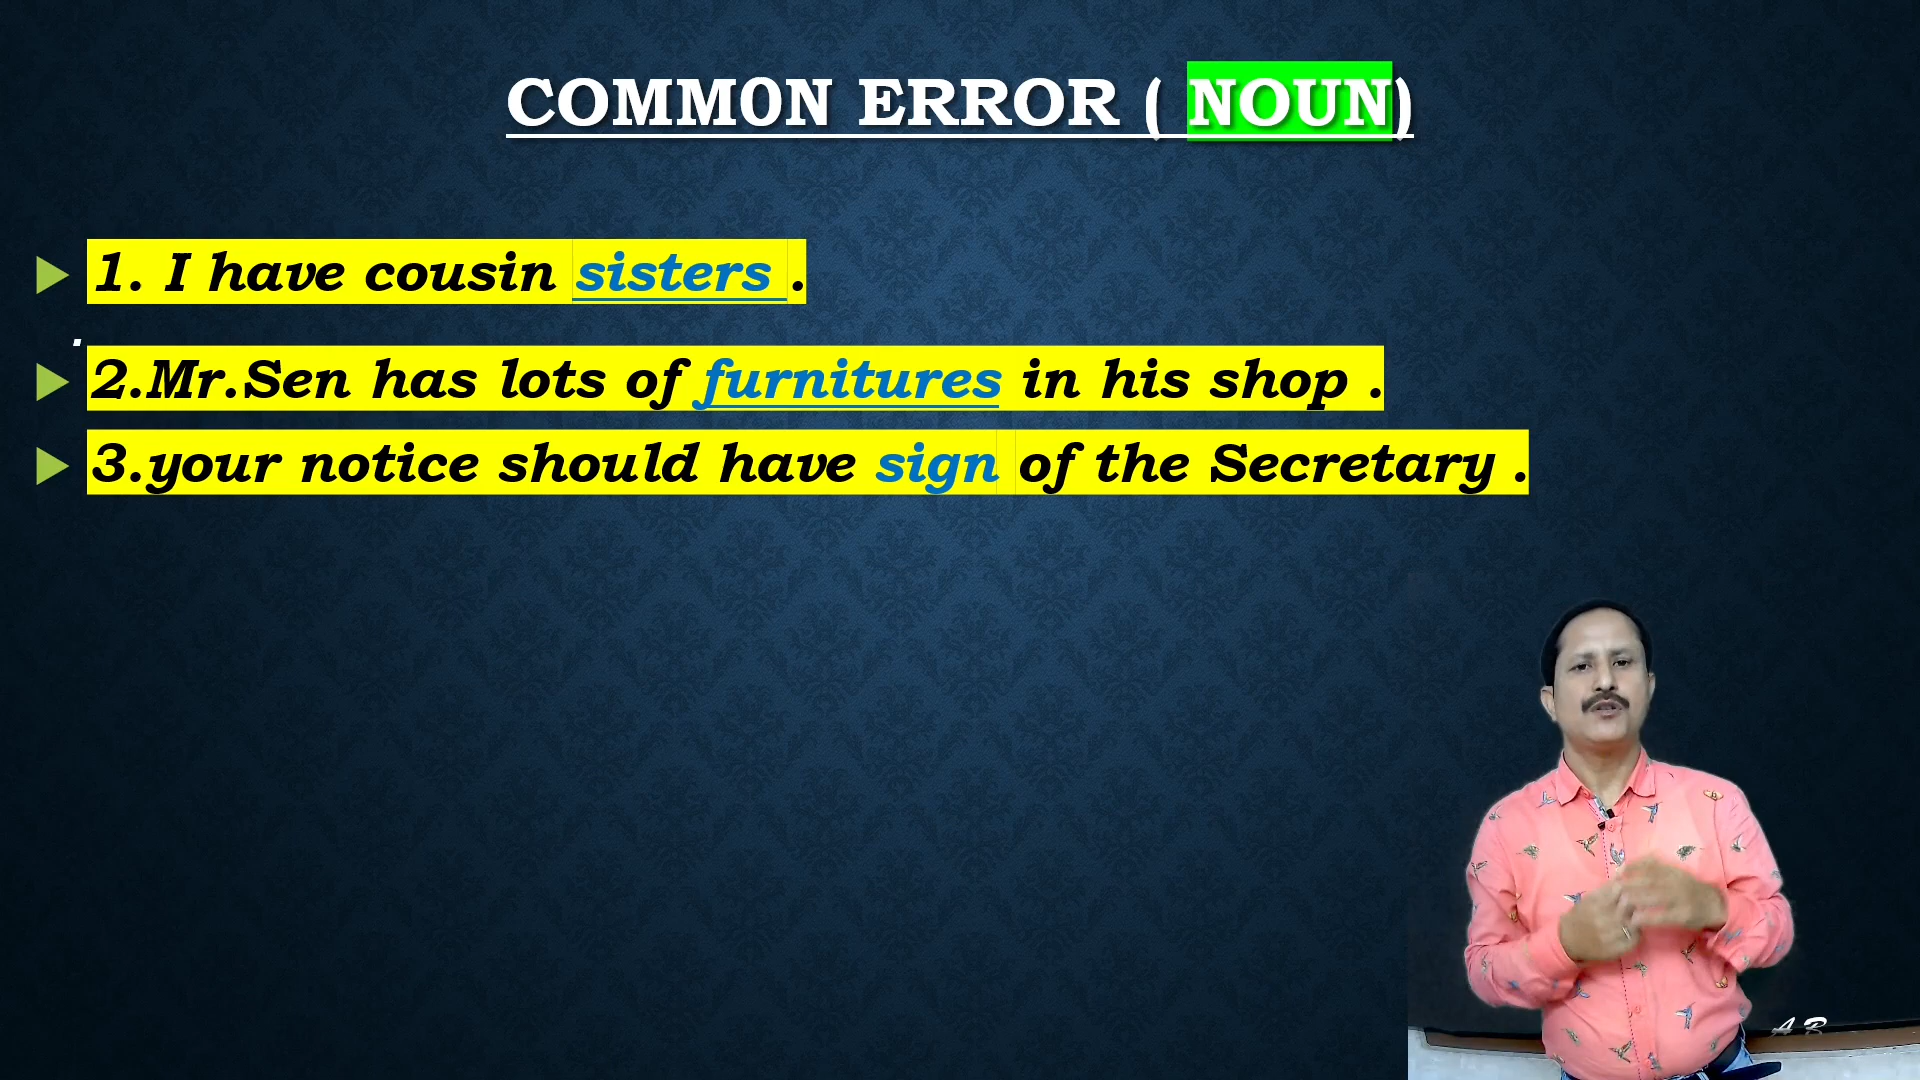 COMMON ERROR ( NOUN)
1. I have cousin sisters .
.
2.Mr.Sen has lots of furnitures in his shop .
3.your notice should have sign of the Secretary .
A B